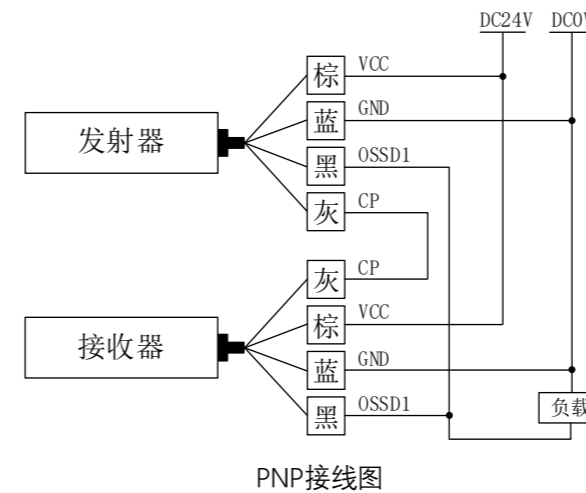 DC24V DC0V
棕 VCC
蓝 GND
发射器
黑 OSSD1
灰 CP
灰 CP
棕 VCC
接收器
蓝 GND
负载
黑 OSSD1
PNP接线图